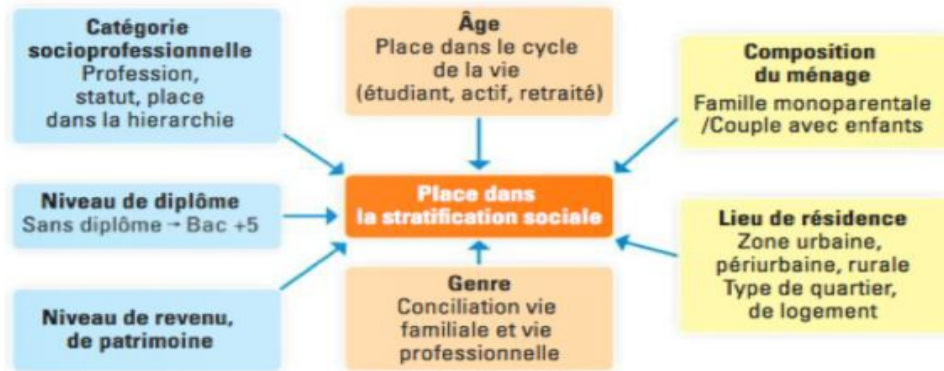 Catégorie
socioprofessionnelle
Profession,
statut, place
dans la hierarchie
Âge
Place dans le cycle
de la vie
(étudiant, actif, retraité)
Composition
du ménage
Famille monoparentale
/Couple avec enfants
Niveau de diplôme
Sans diplôme → Bac +5
Place dans
la stratification sociale
Lieu de résidence
Zone urbaine,
périurbaine, rurale
Type de quartier,
de logement
Niveau de revenu,
de patrimoine
Genre
Conciliation vie
familiale et vie
professionnelle